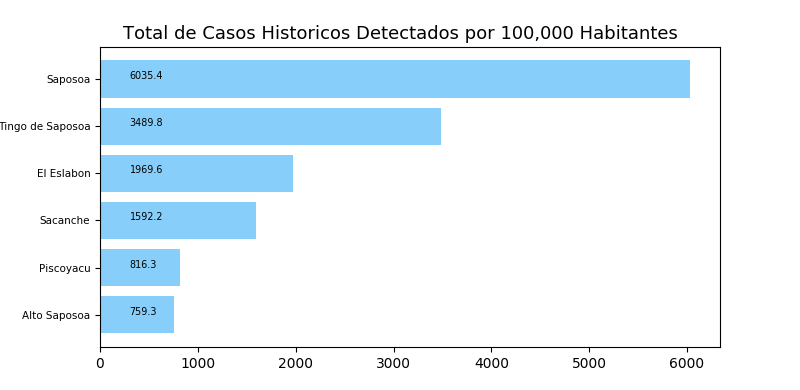 Total de Casos Historicos Detectados por 100,000 Habitantes
Saposoa 6035.4
Tingo de Saposoa 3489.8
El Eslabon 1969.6
Sacanche 1592.2
Piscoyacu 816.3
Alto Saposoa 759.3
0 1000 2000 3000 4000 5000 6000